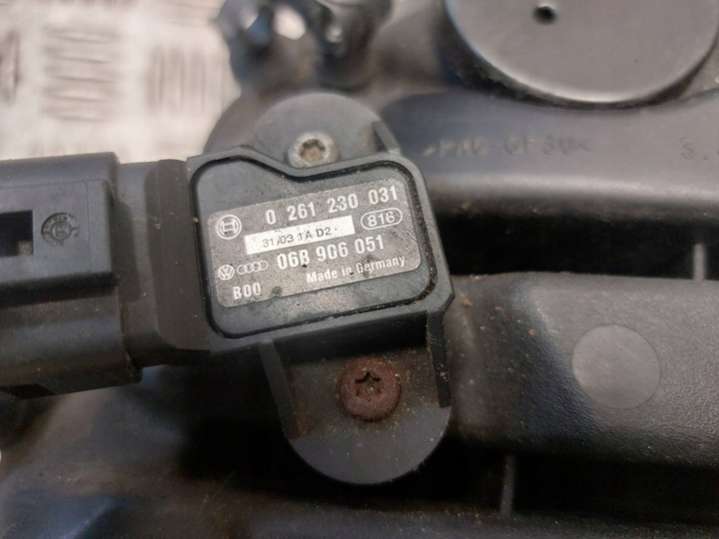 0 261 230 031
31/03 1A D2
816
06B 906 051
Made in Germany
B00